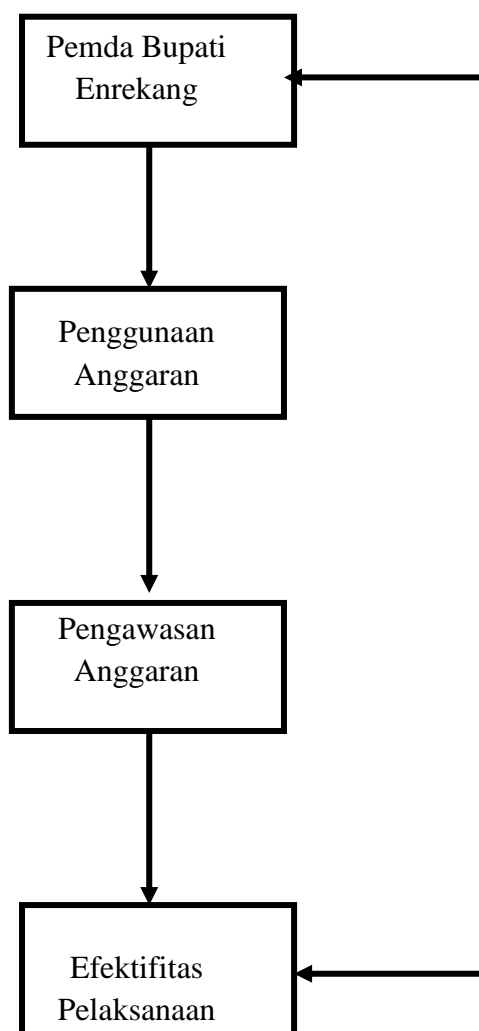 Pemda Bupati
Enrekang
Penggunaan
Anggaran
Pengawasan
Anggaran
Efektifitas
Pelaksanaan